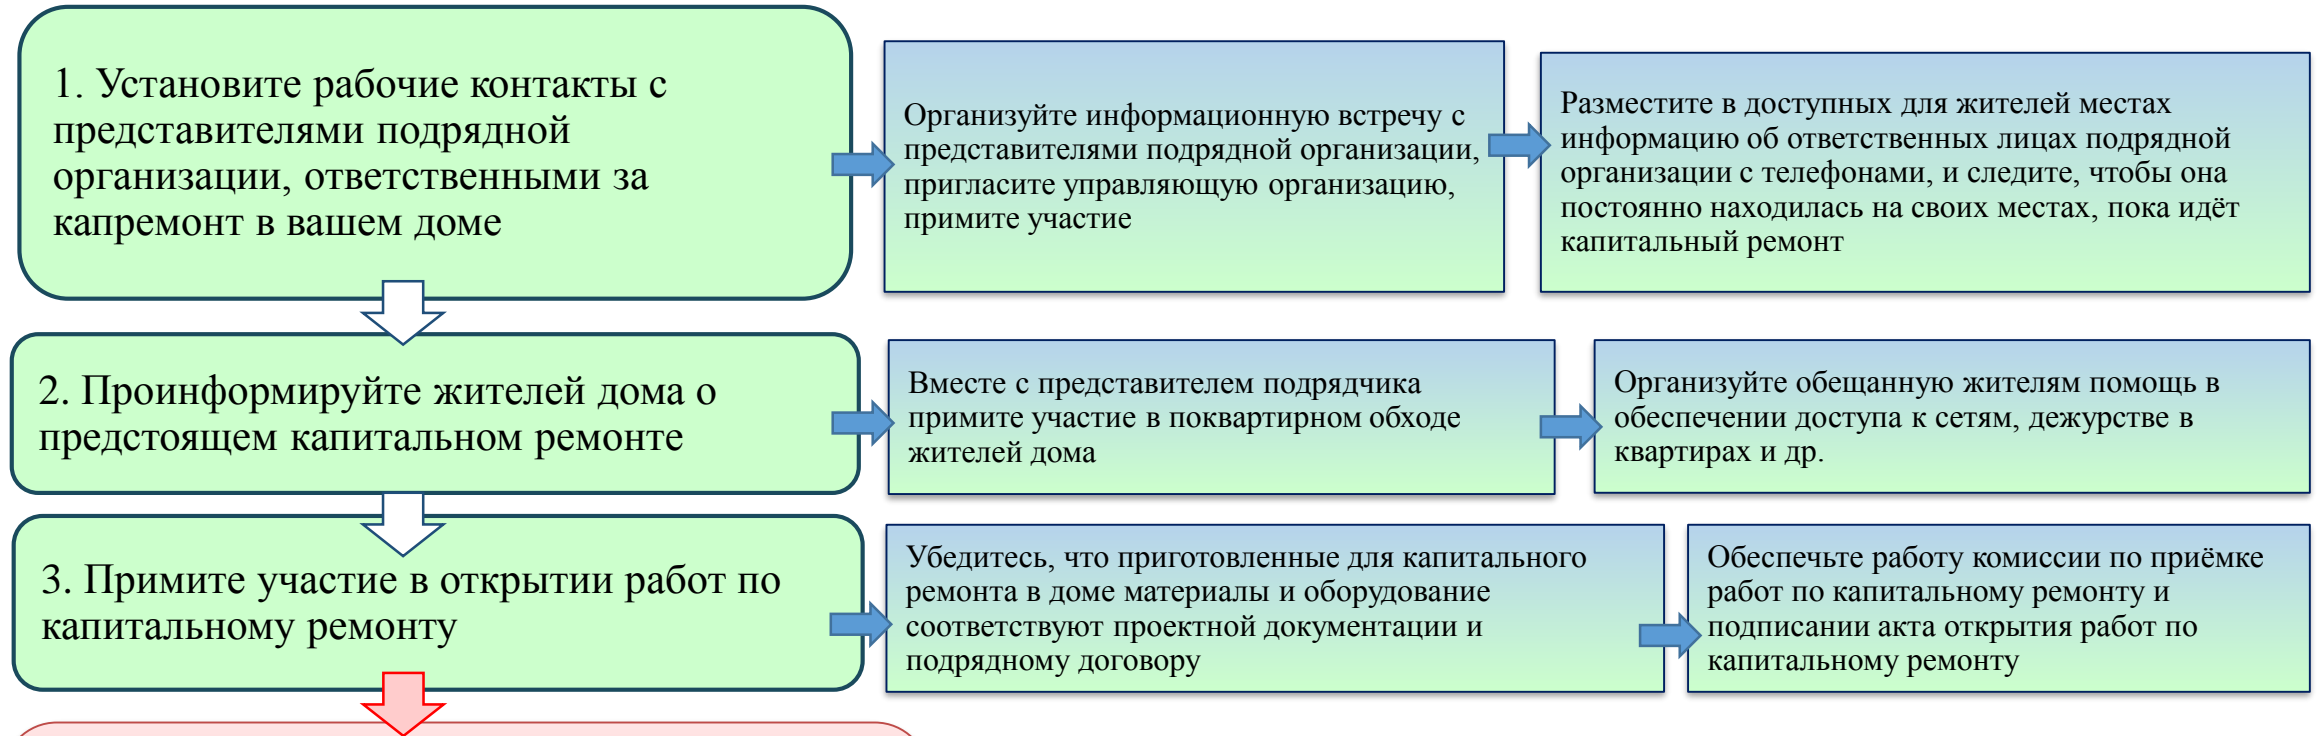 1. Установите рабочие контакты с
представителями подрядной
организации, ответственными за
капремонт в вашем доме
Организуйте информационную встречу с
представителями подрядной организации,
пригласите управляющую организацию,
примите участие
Разместите в доступных для жителей местах
информацию об ответственных лицах подрядной
организации с телефонами, и следите, чтобы она
постоянно находилась на своих местах, пока идёт
капитальный ремонт
2. Проинформируйте жителей дома о
предстоящем капитальном ремонте
Вместе с представителем подрядчика
примите участие в поквартирном обходе
жителей дома
Организуйте обещанную жителям помощь в
обеспечении доступа к сетям, дежурстве в
квартирах и др.
3. Примите участие в открытии работ по
капитальному ремонту
Убедитесь, что приготовленные для капитального
ремонта в доме материалы и оборудование
соответствуют проектной документации и
подрядному договору
Обеспечьте работу комиссии по приёмке
работ по капитальному ремонту и
подписании акта открытия работ по
капитальному ремонту